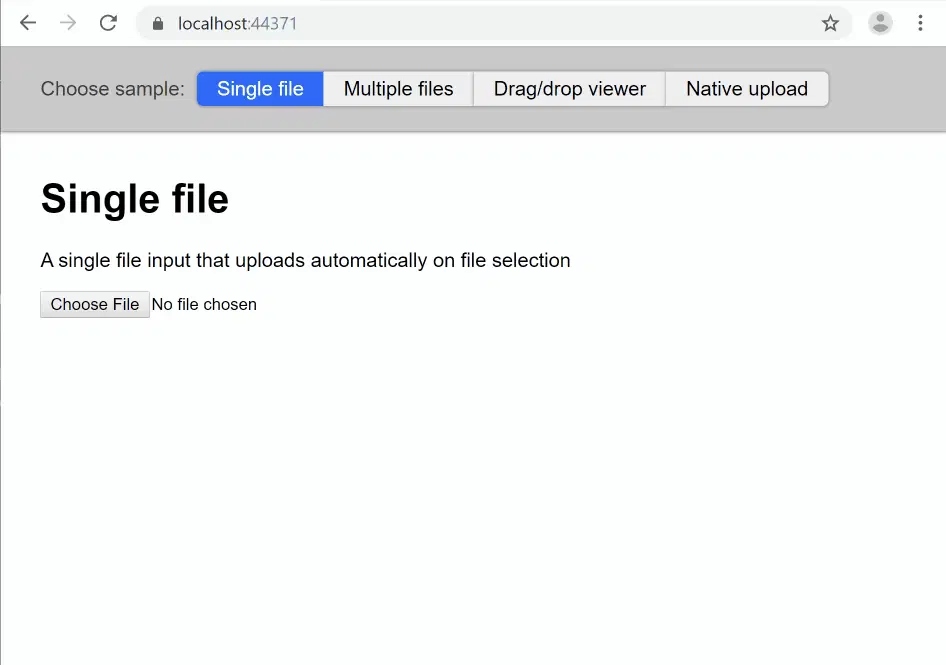 localhost:44371
Choose sample: Single file Multiple files Drag/drop viewer Native upload
Single file
A single file input that uploads automatically on file selection
Choose File No file chosen